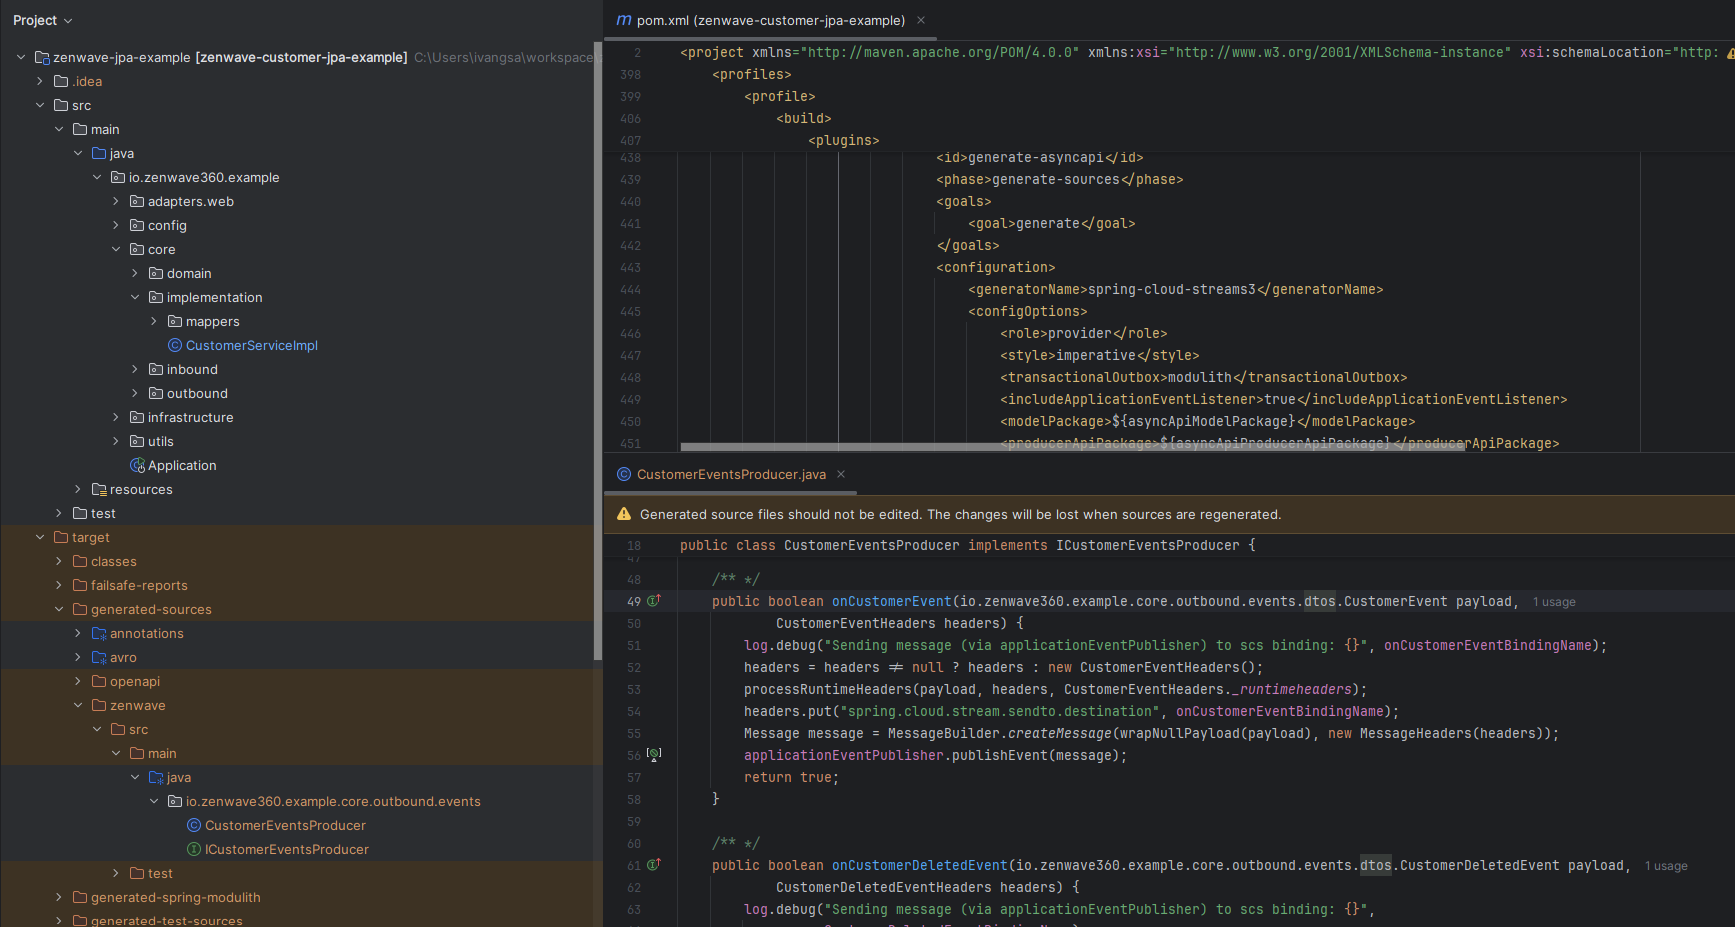 Project
zenwave-jpa-example [zenwave-customer-jpa-example] C:\Users\ivangsa\workspace\
.idea
src
main
java
io.zenwave360.example
adapters.web
config
core
domain
implementation
mappers
CustomerServiceImpl
inbound
outbound
infrastructure
utils
Application
resources
test
target
classes
failsafe-reports
generated-sources
annotations
avro
openapi
zenwave
src
main
java
io.zenwave360.example.core.outbound.events
CustomerEventsProducer
ICustomerEventsProducer
test
generated-spring-modulith
generated-test-sources
pom.xml (zenwave-customer-jpa-example)
2 <project xmlns="http://maven.apache.org/POM/4.0.0" xmlns:xsi="http://www.w3.org/2001/XMLSchema-instance" xsi:schemaLocation="http:
398 <profiles>
399 <profile>
406 <build>
407 <plugins>
438 <id>generate-asyncapi</id>
439 <phase>generate-sources</phase>
440 <goals>
441 <goal>generate</goal>
442 </goals>
443 <configuration>
444 <generatorName>spring-cloud-streams3</generatorName>
445 <configOptions>
446 <role>provider</role>
447 <style>imperative</style>
448 <transactionalOutbox>modulith</transactionalOutbox>
449 <includeApplicationEventListener>true</includeApplicationEventListener>
450 <modelPackage>${asyncApiModelPackage}</modelPackage>
451 <producerApiPackage>${asyncApiProducerApiPackage}</producerApiPackage>
CustomerEventsProducer.java
Generated source files should not be edited. The changes will be lost when sources are regenerated.
18 public class CustomerEventsProducer implements ICustomerEventsProducer {
47
48 /** */
49 public boolean onCustomerEvent(io.zenwave360.example.core.outbound.events.dtos.CustomerEvent payload, 1 usage
50 CustomerEventHeaders headers) {
51 log.debug("Sending message (via applicationEventPublisher) to scs binding: {}", onCustomerEventBindingName);
52 headers = headers != null ? headers : new CustomerEventHeaders();
53 processRuntimeHeaders(payload, headers, CustomerEventHeaders._runtimeheaders);
54 headers.put("spring.cloud.stream.sendto.destination", onCustomerEventBindingName);
55 Message message = MessageBuilder.createMessage(wrapNullPayload(payload), new MessageHeaders(headers));
56 applicationEventPublisher.publishEvent(message);
57 return true;
58 }
59
60 /** */
61 public boolean onCustomerDeletedEvent(io.zenwave360.example.core.outbound.events.dtos.CustomerDeletedEvent payload, 1 usage
62 CustomerDeletedEventHeaders headers) {
63 log.debug("Sending message (via applicationEventPublisher) to scs binding: {}",